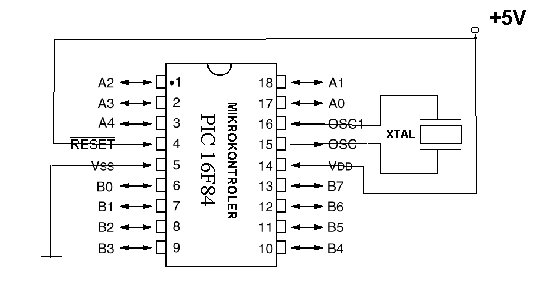 +5V
A2 1 18 A1
A3 2 17 A0
A4 3 16 OSC1
RESET 4 15 OSC
Vss 5 14 VDD
B0 6 13 B7
B1 7 12 B6
B2 8 11 B5
B3 9 10 B4
MIKROKONTROLER
PIC 16F84
XTAL